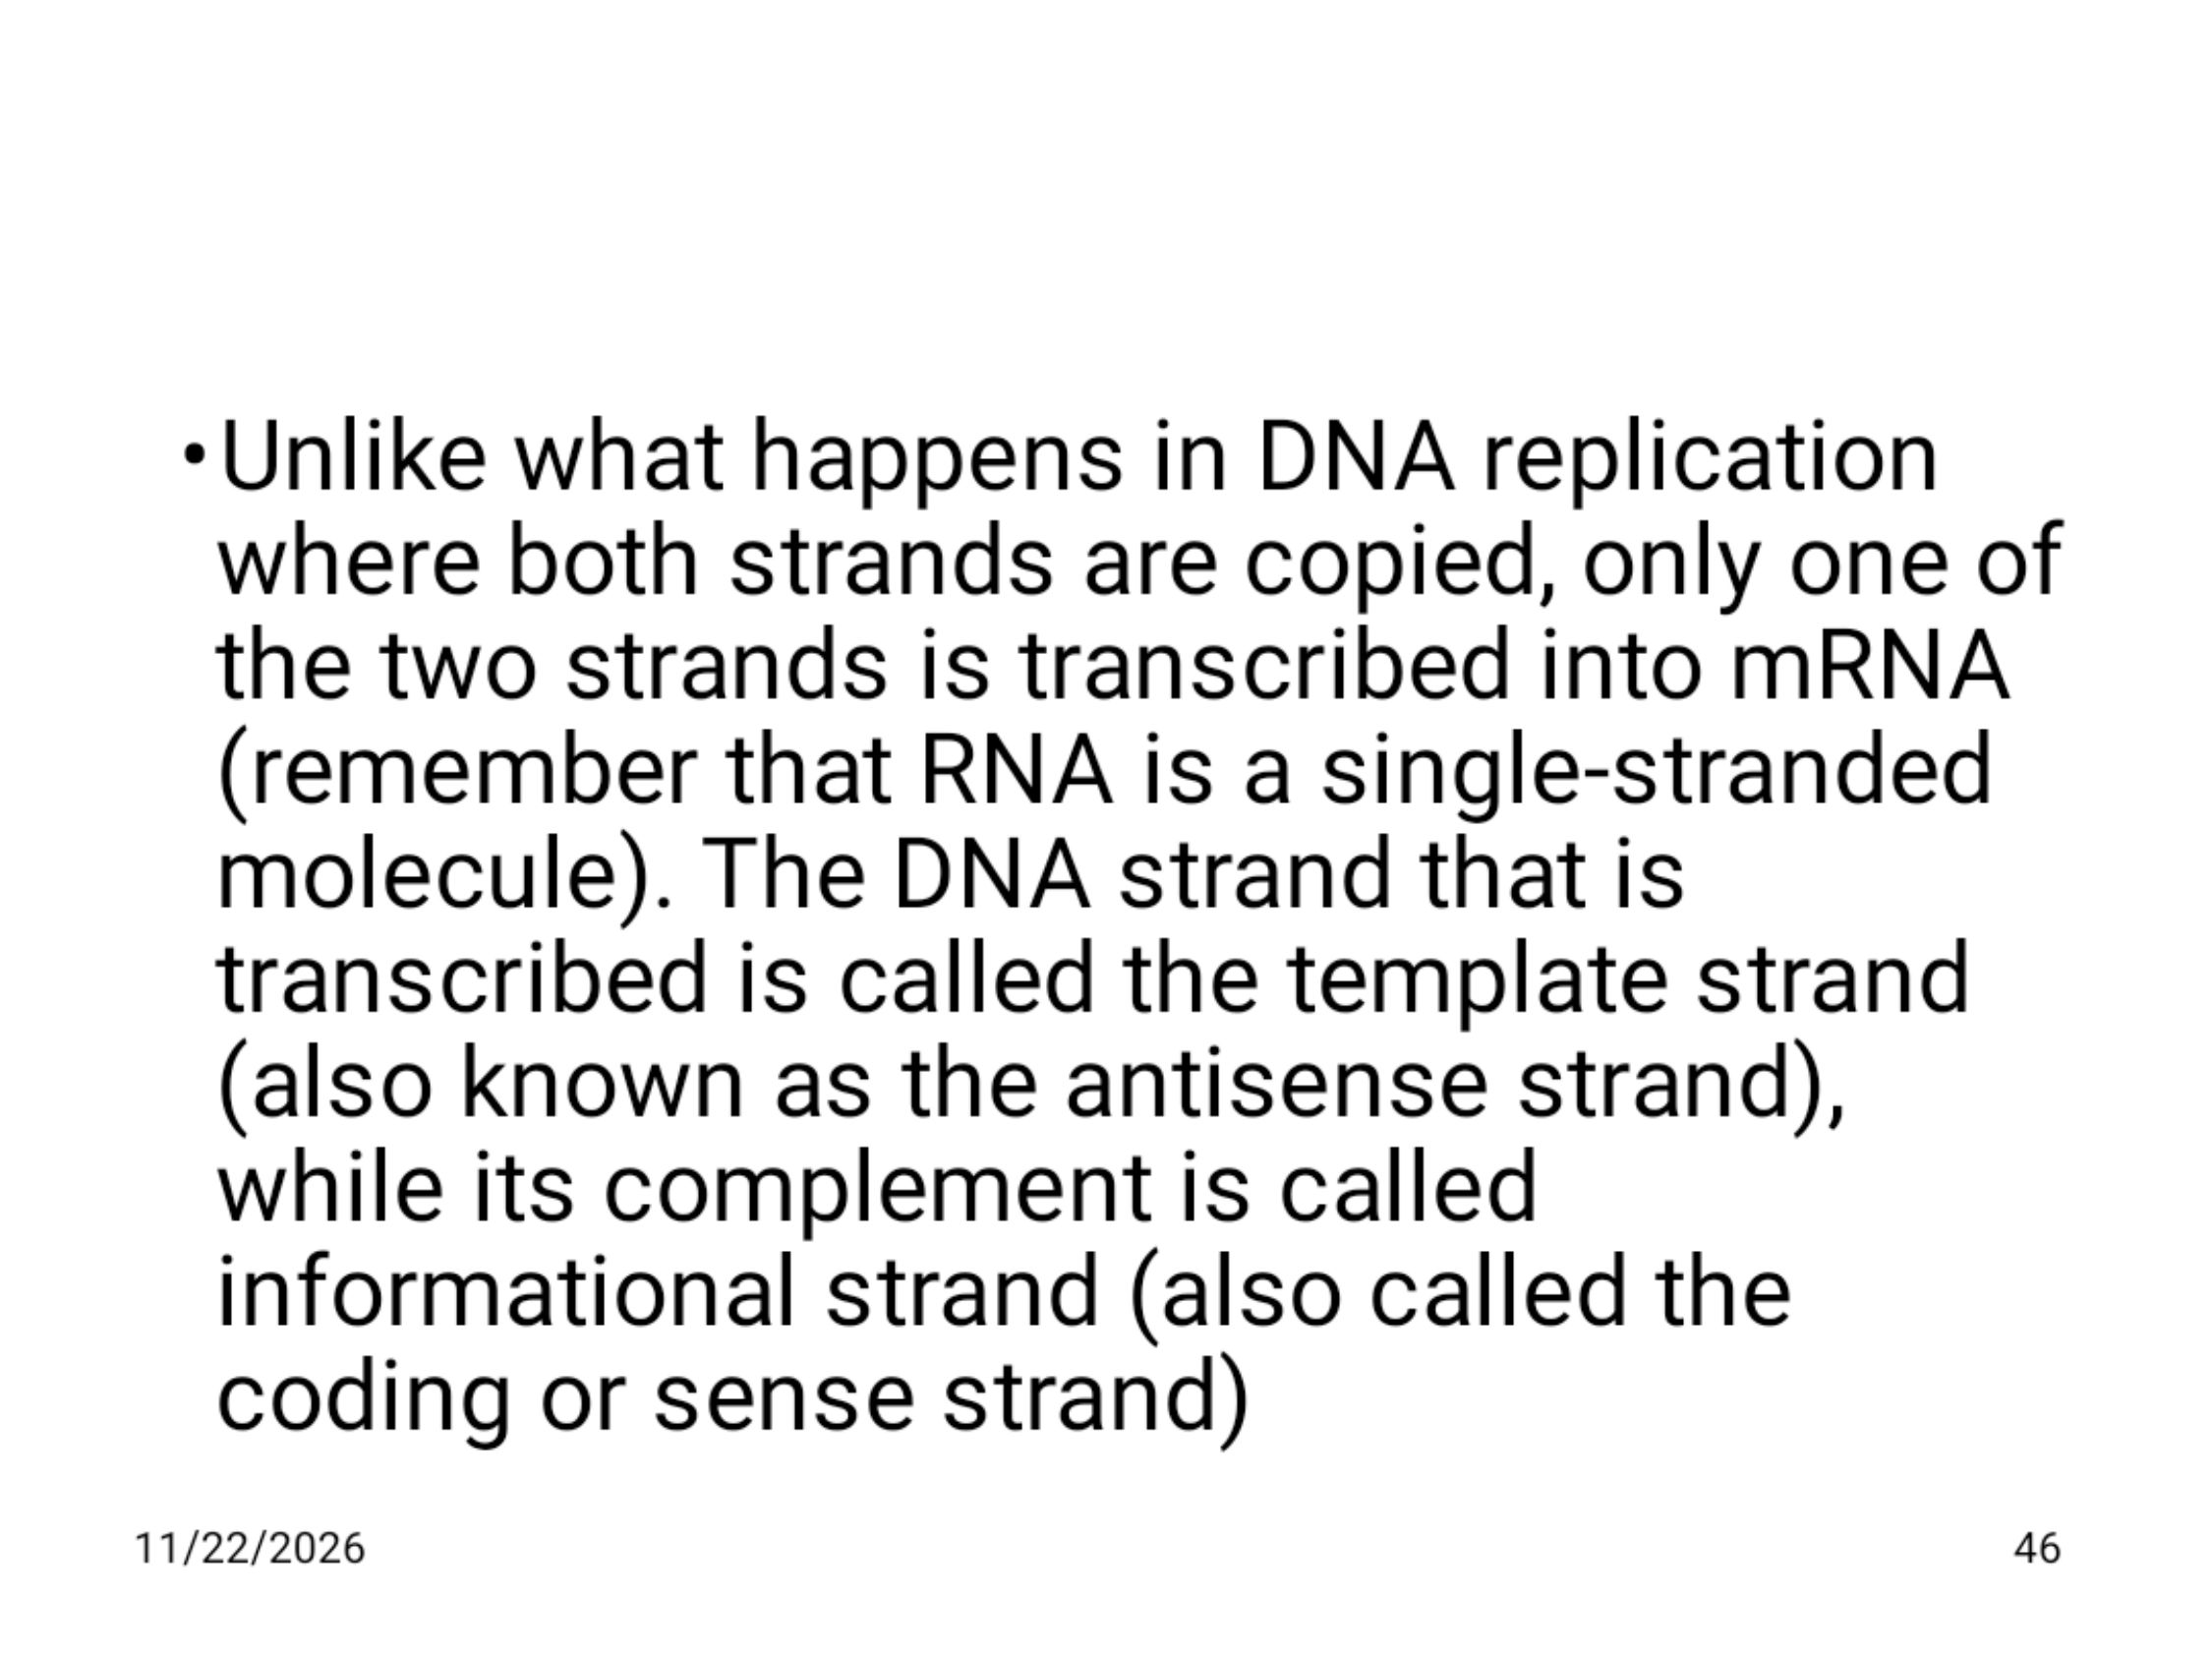 •Unlike what happens in DNA replication
where both strands are copied, only one of
the two strands is transcribed into mRNA
(remember that RNA is a single-stranded
molecule). The DNA strand that is
transcribed is called the template strand
(also known as the antisense strand),
while its complement is called
informational strand (also called the
coding or sense strand)
11/22/2026
46